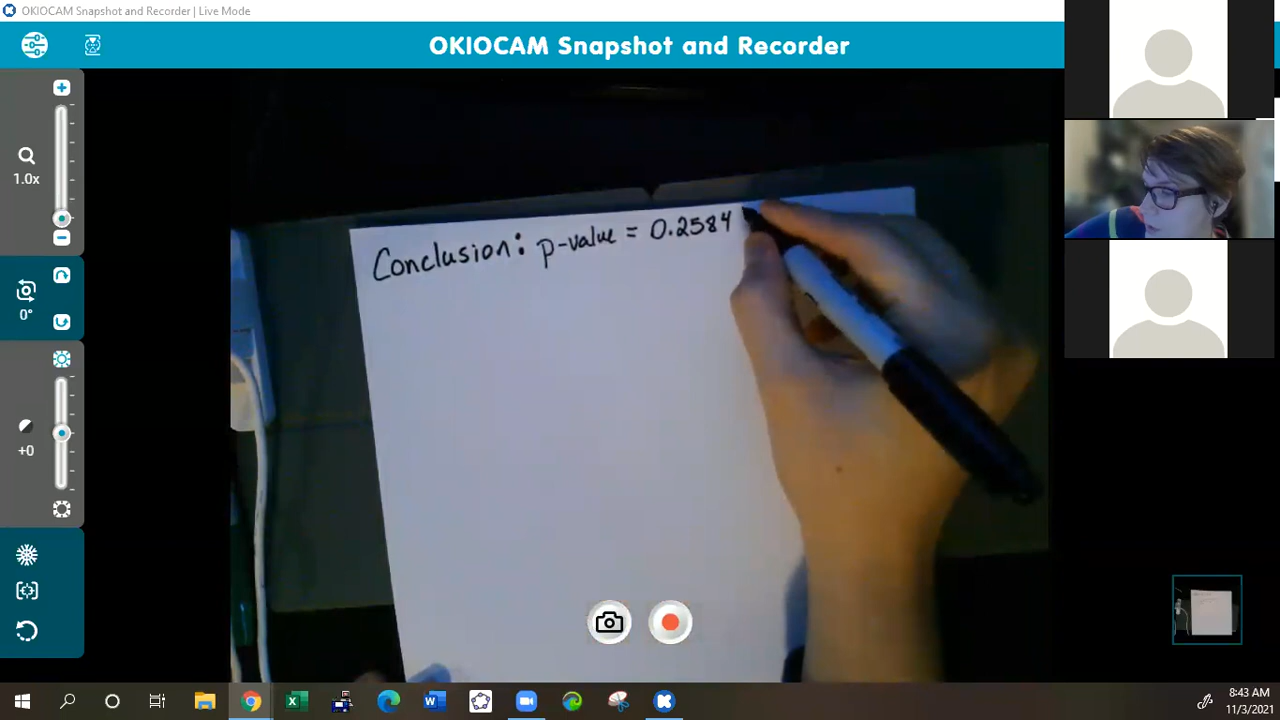 OKIOCAM Snapshot and Recorder | Live Mode
OKIOCAM Snapshot and Recorder
1.0x
0°
+0
Conclusion: p-value = 0.2584
8:43 AM
11/3/2021